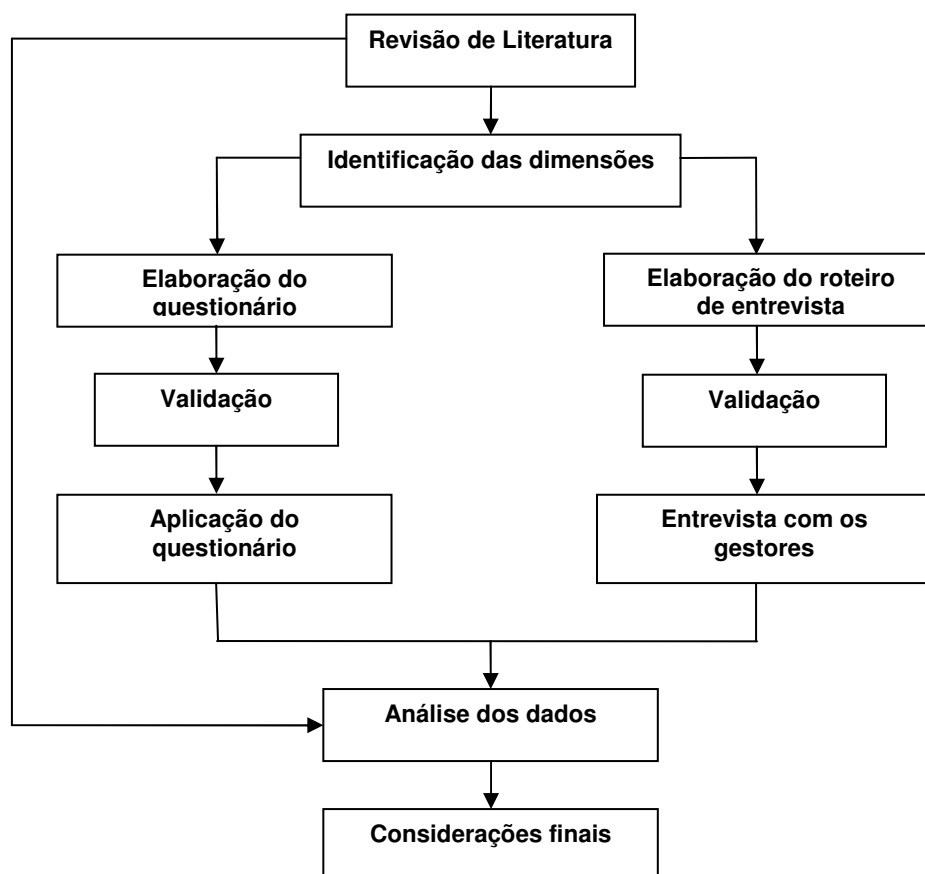 Revisão de Literatura
Identificação das dimensões
Elaboração do
questionário
Elaboração do roteiro
de entrevista
Validação
Validação
Aplicação do
questionário
Entrevista com os
gestores
Análise dos dados
Considerações finais